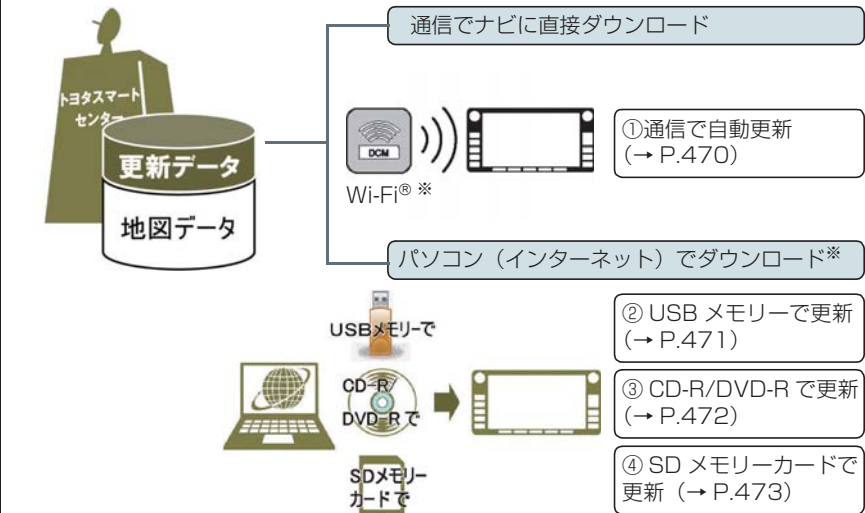 通信でナビに直接ダウンロード
トヨタスマート
センター
更新データ
地図データ
DCM
Wi-Fi® ※
①通信で自動更新
(→ P.470)
パソコン（インターネット）でダウンロード※
USBメモリーで
CD-R/
DVD-Rで
SDメモリー
カードで
② USB メモリーで更新
(→ P.471)
③ CD-R/DVD-R で更新
(→ P.472)
④ SD メモリーカードで
更新（→ P.473）